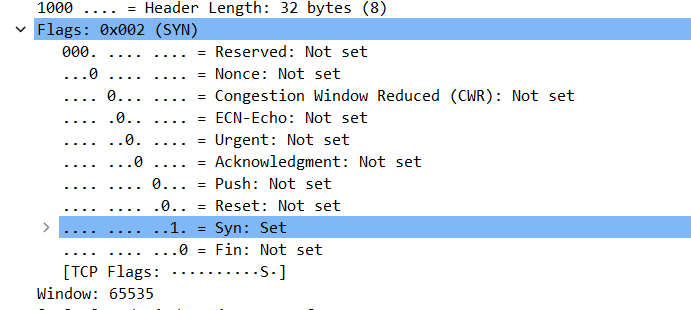 1000 .... = Header Length: 32 bytes (8)
Flags: 0x002 (SYN)
000. .... .... = Reserved: Not set
...0 .... .... = Nonce: Not set
.... 0... .... = Congestion Window Reduced (CWR): Not set
.... .0.. .... = ECN-Echo: Not set
.... ..0. .... = Urgent: Not set
.... ...0 .... = Acknowledgment: Not set
.... .... 0... = Push: Not set
.... .... .0.. = Reset: Not set
.... .... ..1. = Syn: Set
.... .... ...0 = Fin: Not set
[TCP Flags: ··········S·]
Window: 65535